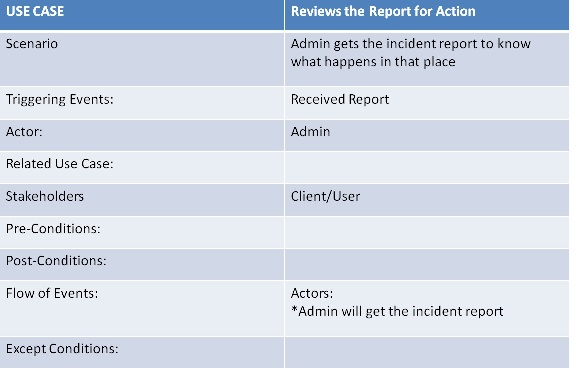 USE CASE Reviews the Report for Action
Scenario Admin gets the incident report to know
what happens in that place
Triggering Events: Received Report
Actor: Admin
Related Use Case:
Stakeholders Client/User
Pre-Conditions:
Post-Conditions:
Flow of Events: Actors:
*Admin will get the incident report
Except Conditions: